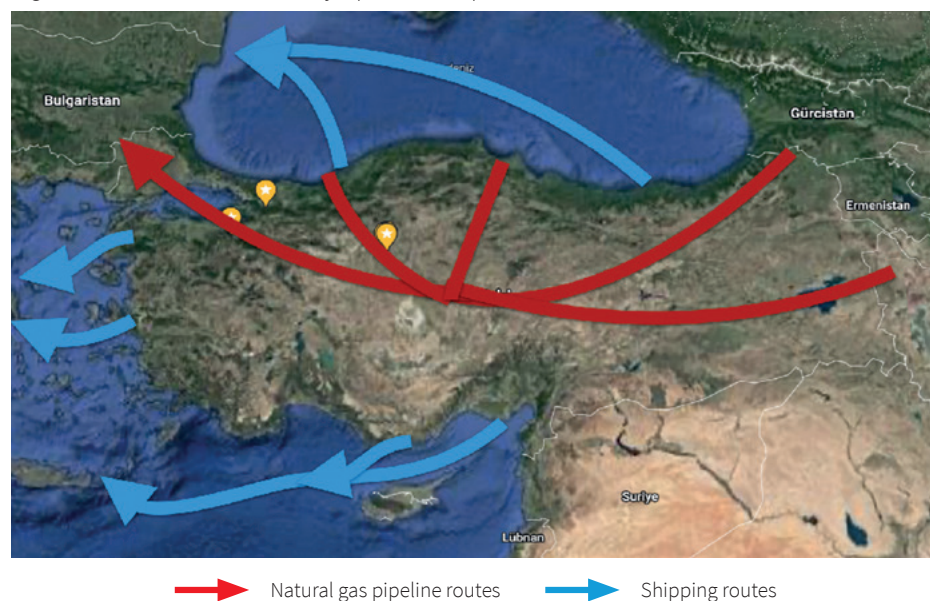 Bulgaristan
Gürcistan
Ermenistan
Suriye
Lübnan
Natural gas pipeline routes
Shipping routes